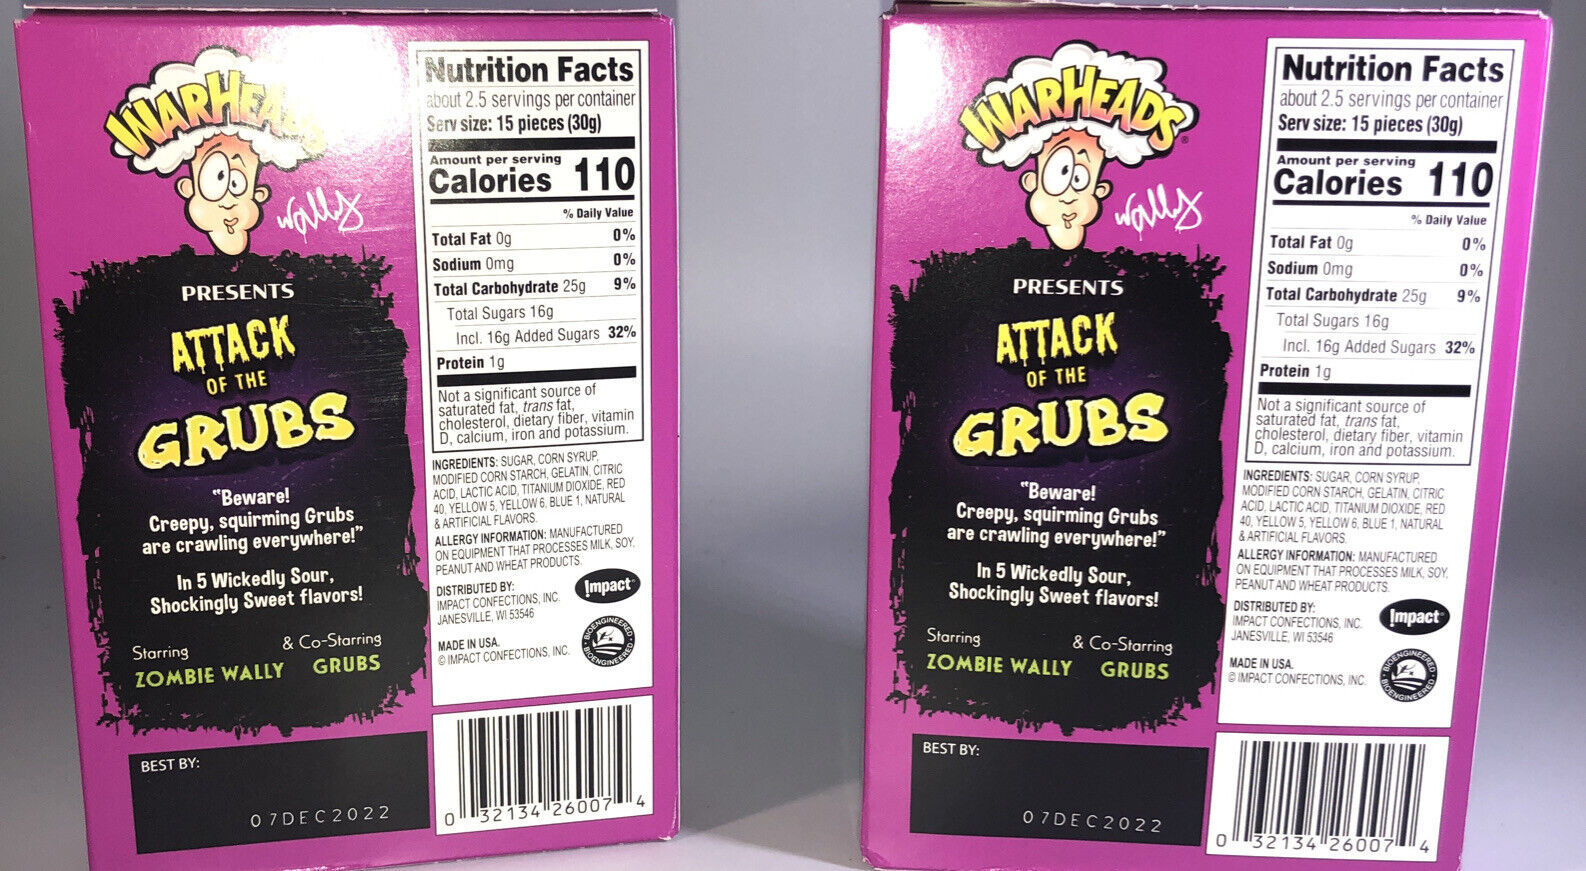 WARHEADS
Wally
PRESENTS
ATTACK
OF THE
GRUBS
"Beware!
Creepy, squirming Grubs
are crawling everywhere!"
In 5 Wickedly Sour,
Shockingly Sweet flavors!
Starring & Co-Starring
ZOMBIE WALLY GRUBS
BEST BY:
07DEC2022
Nutrition Facts
about 2.5 servings per container
Serv size: 15 pieces (30g)
Amount per serving
Calories 110
% Daily Value
Total Fat 0g 0%
Sodium 0mg 0%
Total Carbohydrate 25g 9%
Total Sugars 16g
Incl. 16g Added Sugars 32%
Protein 1g
Not a significant source of
saturated fat, trans fat,
cholesterol, dietary fiber, vitamin
D, calcium, iron and potassium.
INGREDIENTS: SUGAR, CORN SYRUP,
MODIFIED CORN STARCH, GELATIN, CITRIC
ACID, LACTIC ACID, TITANIUM DIOXIDE, RED
40, YELLOW 5, YELLOW 6, BLUE 1, NATURAL
& ARTIFICIAL FLAVORS.
ALLERGY INFORMATION: MANUFACTURED
ON EQUIPMENT THAT PROCESSES MILK, SOY,
PEANUT AND WHEAT PRODUCTS.
DISTRIBUTED BY:
IMPACT CONFECTIONS, INC.
JANESVILLE, WI 53546
Impact
MADE IN USA.
© IMPACT CONFECTIONS, INC.
BIOENGINEERED
BIOENGINEERED
0 32134 26007 4
WARHEADS
Wally
PRESENTS
ATTACK
OF THE
GRUBS
"Beware!
Creepy, squirming Grubs
are crawling everywhere!"
In 5 Wickedly Sour,
Shockingly Sweet flavors!
Starring & Co-Starring
ZOMBIE WALLY GRUBS
BEST BY:
07DEC2022
Nutrition Facts
about 2.5 servings per container
Serv size: 15 pieces (30g)
Amount per serving
Calories 110
% Daily Value
Total Fat 0g 0%
Sodium 0mg 0%
Total Carbohydrate 25g 9%
Total Sugars 16g
Incl. 16g Added Sugars 32%
Protein 1g
Not a significant source of
saturated fat, trans fat,
cholesterol, dietary fiber, vitamin
D, calcium, iron and potassium.
INGREDIENTS: SUGAR, CORN SYRUP,
MODIFIED CORN STARCH, GELATIN, CITRIC
ACID, LACTIC ACID, TITANIUM DIOXIDE, RED
40, YELLOW 5, YELLOW 6, BLUE 1, NATURAL
& ARTIFICIAL FLAVORS.
ALLERGY INFORMATION: MANUFACTURED
ON EQUIPMENT THAT PROCESSES MILK, SOY,
PEANUT AND WHEAT PRODUCTS.
DISTRIBUTED BY:
IMPACT CONFECTIONS, INC.
JANESVILLE, WI 53546
Impact
MADE IN USA.
© IMPACT CONFECTIONS, INC.
BIOENGINEERED
BIOENGINEERED
0 32134 26007 4